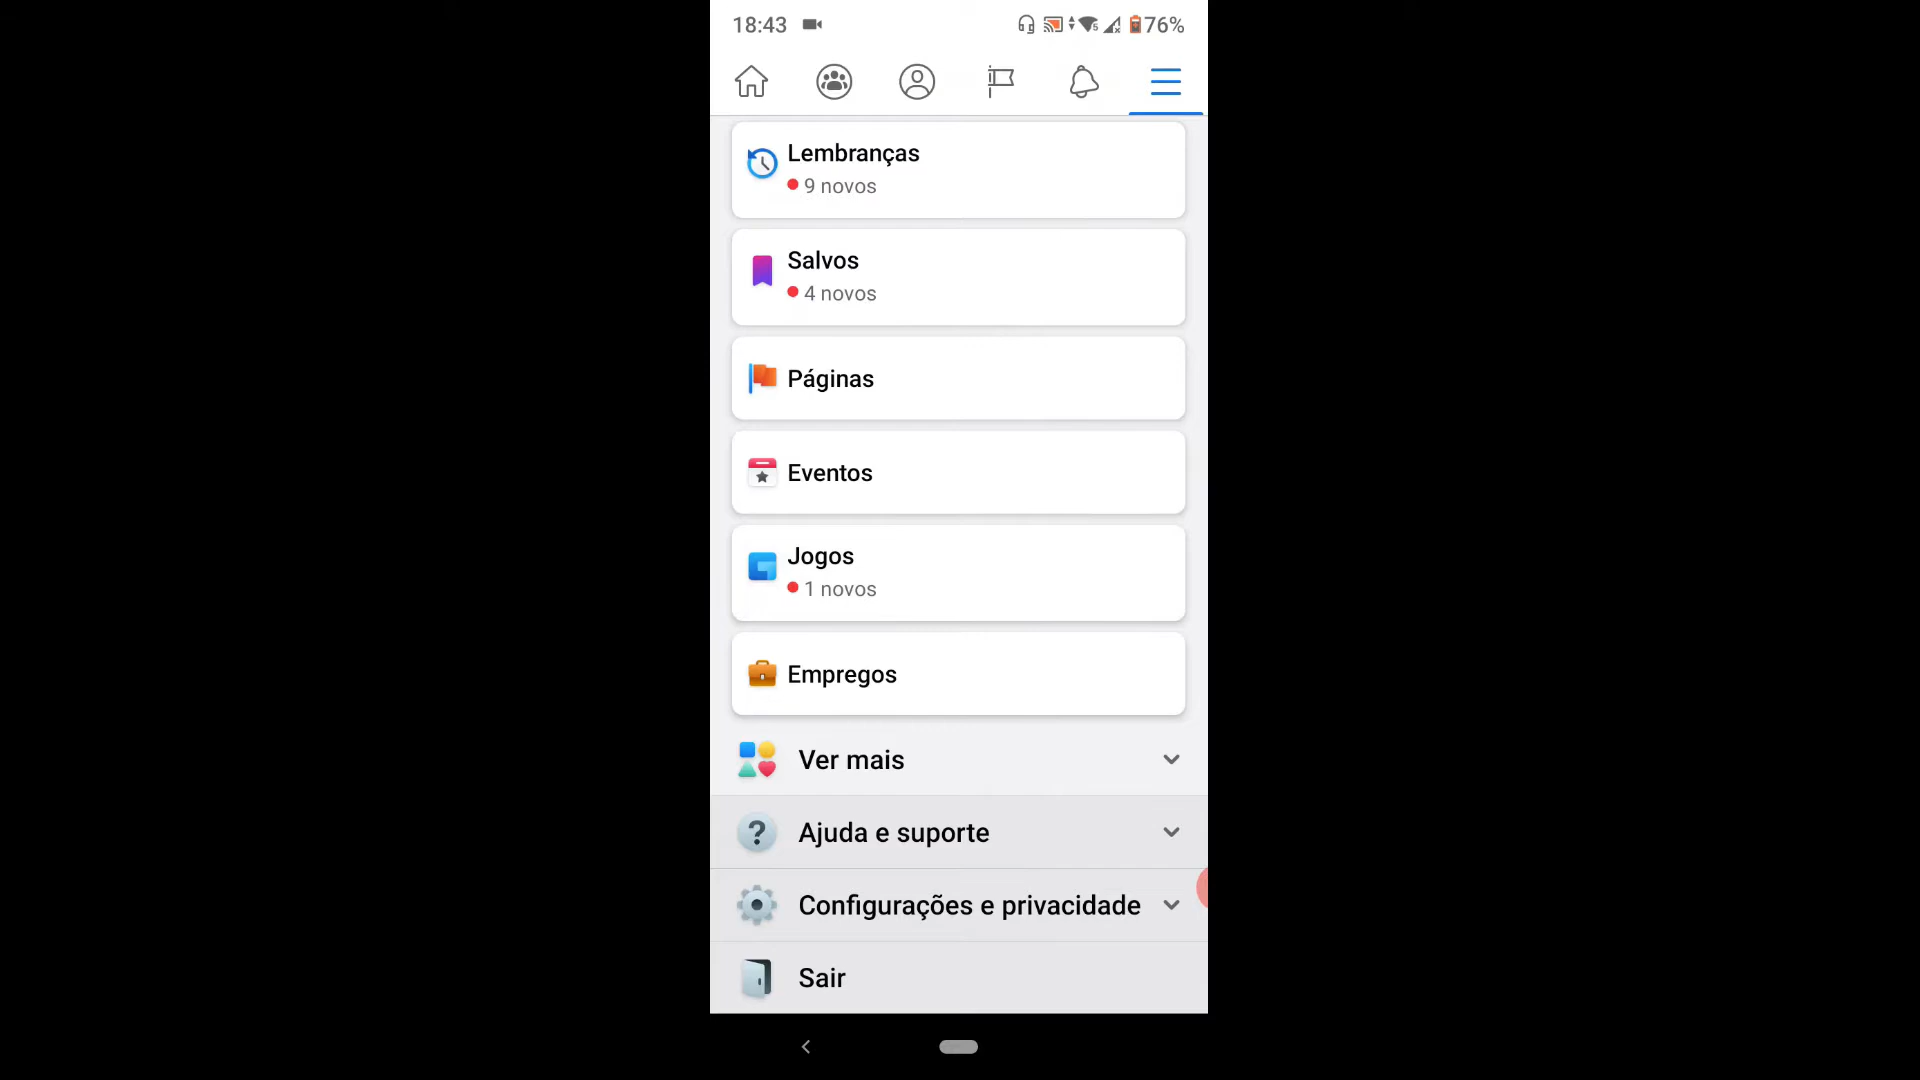 18:43 76%
Lembranças
9 novos
Salvos
4 novos
Páginas
Eventos
Jogos
1 novos
Empregos
Ver mais
Ajuda e suporte
Configurações e privacidade
Sair